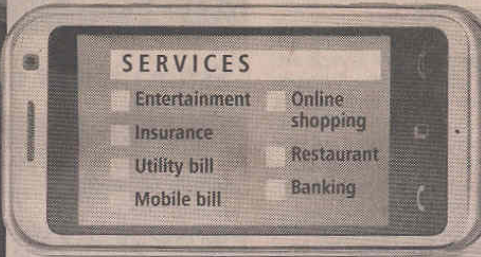 SERVICES
Entertainment
Insurance
Utility bill
Mobile bill
Online
shopping
Restaurant
Banking